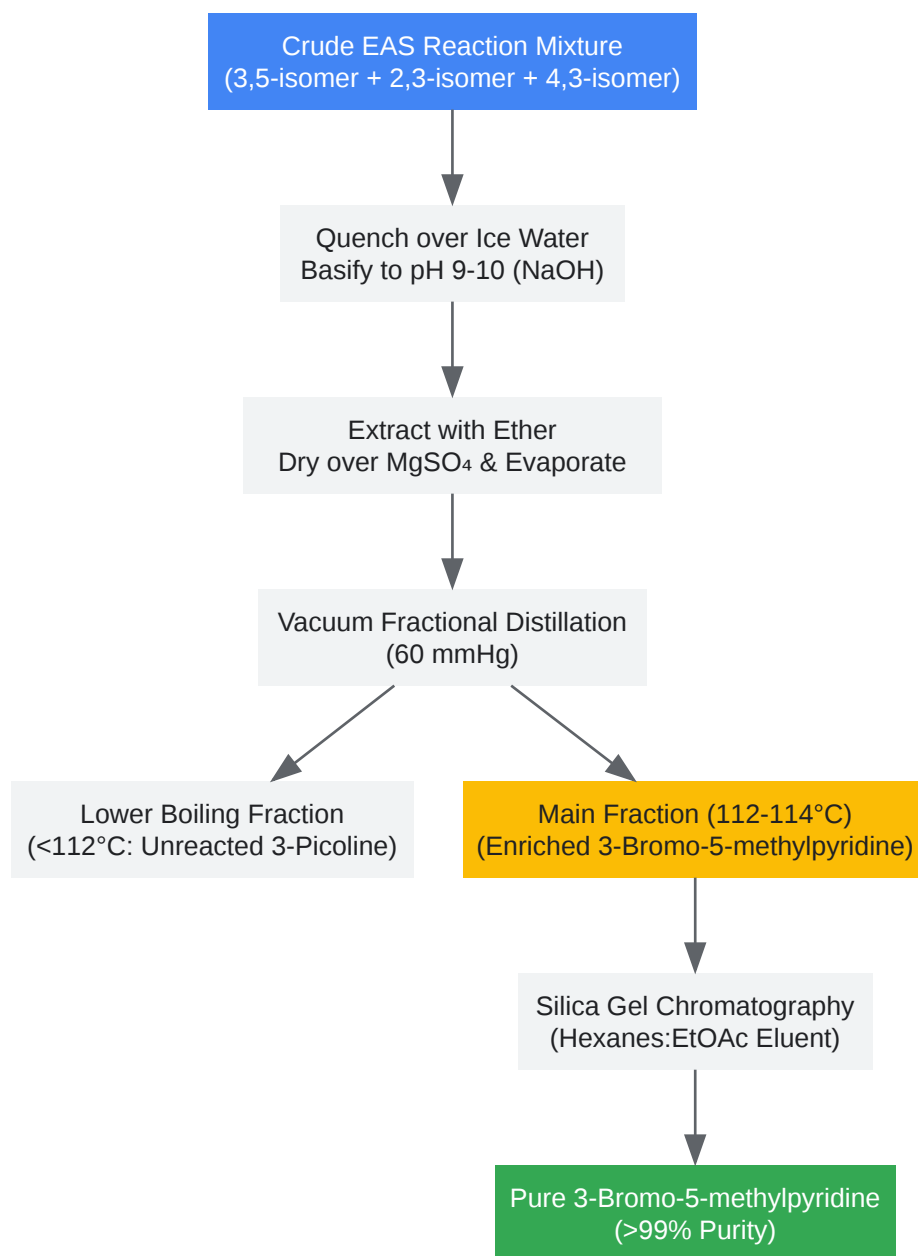 Crude EAS Reaction Mixture
(3,5-isomer + 2,3-isomer + 4,3-isomer)
Quench over Ice Water
Basify to pH 9-10 (NaOH)
Extract with Ether
Dry over MgSO₄ & Evaporate
Vacuum Fractional Distillation
(60 mmHg)
Lower Boiling Fraction
(<112°C: Unreacted 3-Picoline)
Main Fraction (112-114°C)
(Enriched 3-Bromo-5-methylpyridine)
Silica Gel Chromatography
(Hexanes:EtOAc Eluent)
Pure 3-Bromo-5-methylpyridine
(>99% Purity)